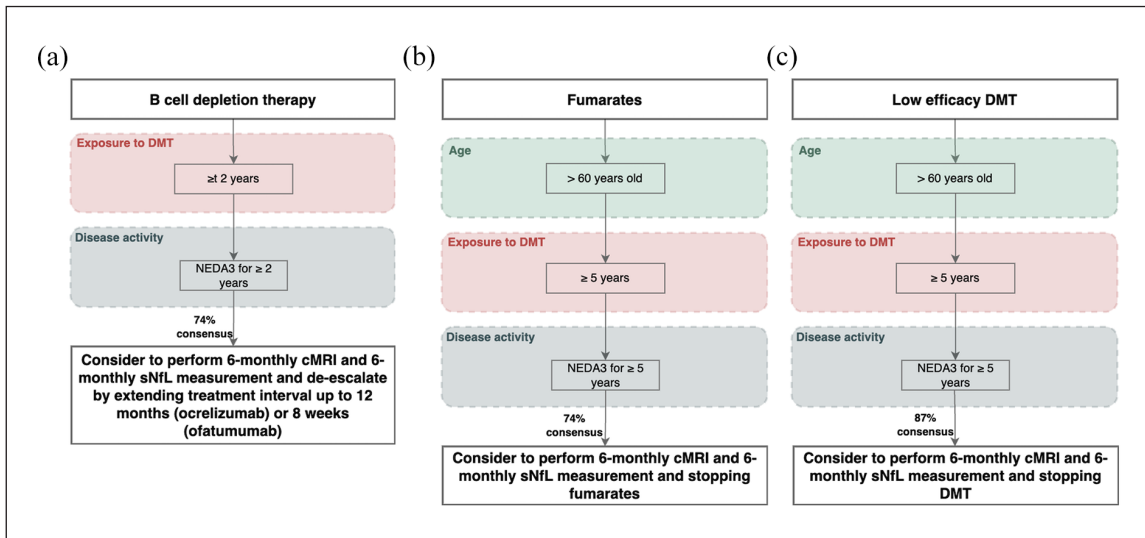 (a)
B cell depletion therapy
Exposure to DMT
≥t 2 years
Disease activity
NEDA3 for ≥ 2
years
74%
consensus
Consider to perform 6-monthly cMRI and 6-
monthly sNfL measurement and de-escalate
by extending treatment interval up to 12
months (ocrelizumab) or 8 weeks
(ofatumumab)
(b)
Fumarates
Age
> 60 years old
Exposure to DMT
≥ 5 years
Disease activity
NEDA3 for ≥ 5
years
74%
consensus
Consider to perform 6-monthly cMRI and 6-
monthly sNfL measurement and stopping
fumarates
(c)
Low efficacy DMT
Age
> 60 years old
Exposure to DMT
≥ 5 years
Disease activity
NEDA3 for ≥ 5
years
87%
consensus
Consider to perform 6-monthly cMRI and 6-
monthly sNfL measurement and stopping
DMT